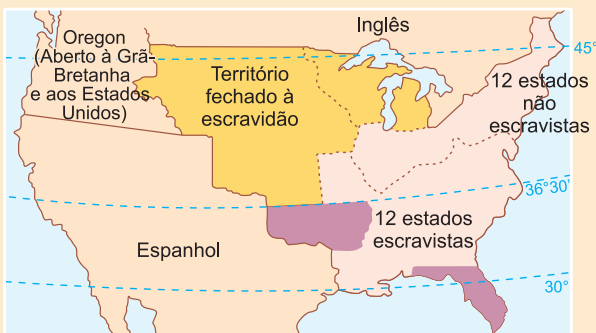 Inglês
Oregon
(Aberto à Grã-
Bretanha
e aos Estados
Unidos)
45°
Território
fechado à
escravidão
12 estados
não
escravistas
36°30'
12 estados
escravistas
Espanhol
30°